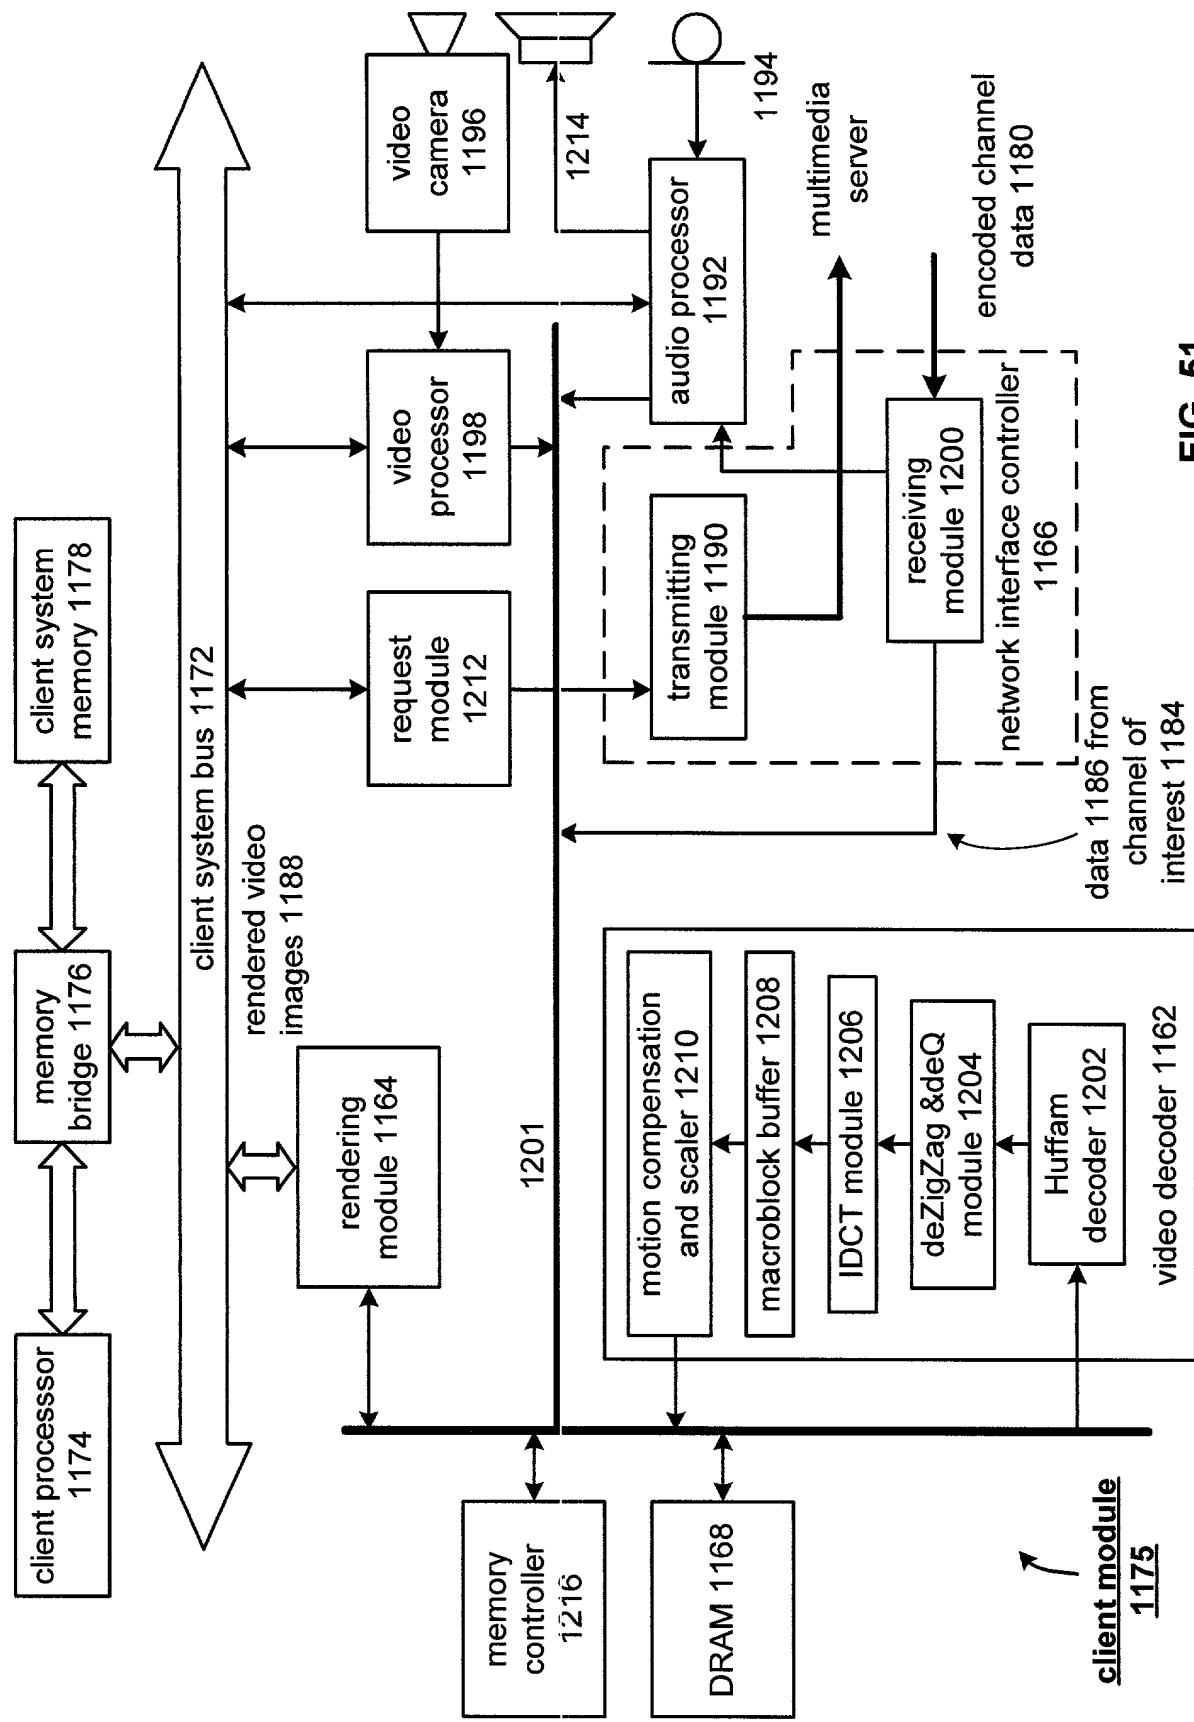 client processsor
1174
memory
bridge 1176
client system
memory 1178
client system bus 1172
rendered video
images 1188
rendering
module 1164
request
module
1212
video
processor
1198
video
camera
1196
1214
1194
audio processor
1192
1201
memory
controller
1216
DRAM 1168
motion compensation
and scaler 1210
macroblock buffer 1208
IDCT module 1206
deZigZag &deQ
module 1204
Huffam
decoder 1202
video decoder 1162
transmitting
module 1190
receiving
module 1200
network interface controller
1166
multimedia
server
encoded channel
data 1180
data 1186 from
channel of
interest 1184
client module
1175
FIG. 51